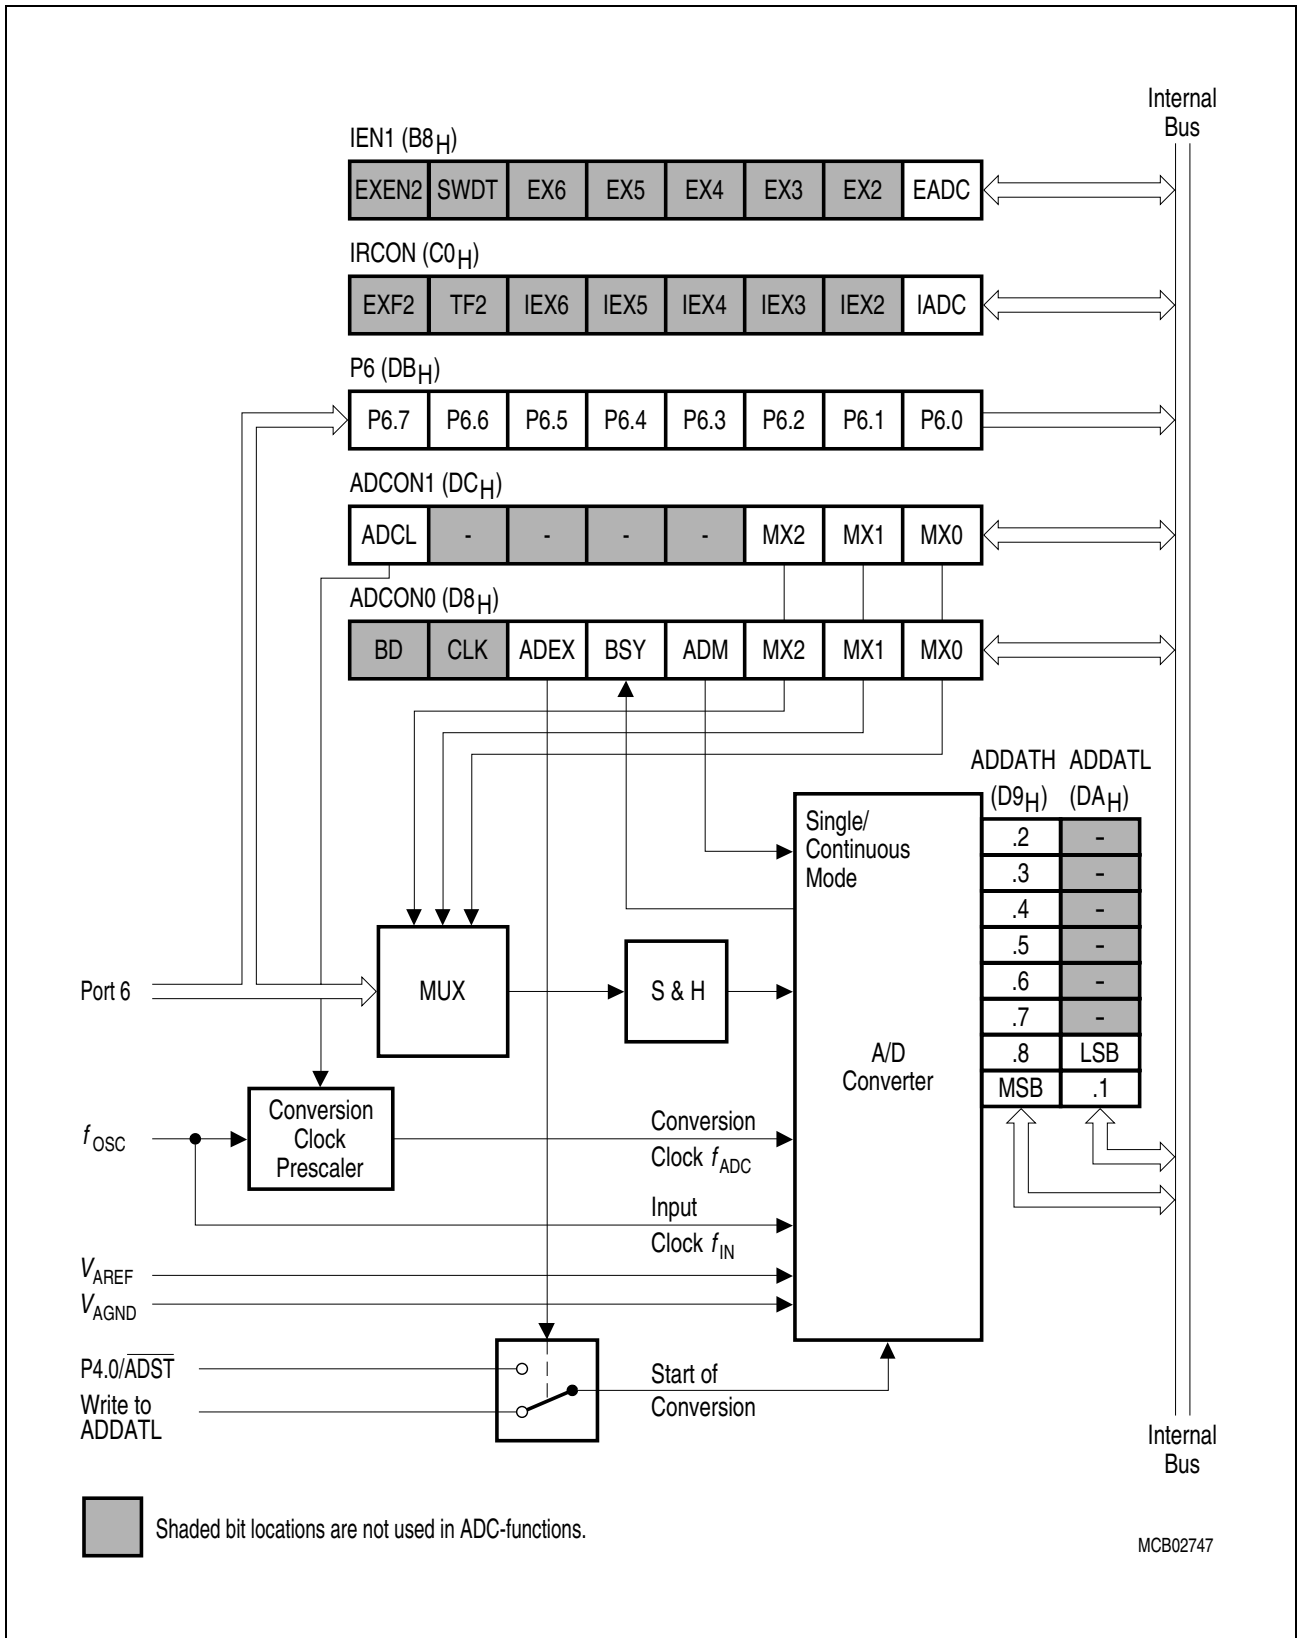 Internal
Bus
IEN1 (B8H)
EXEN2 SWDT EX6 EX5 EX4 EX3 EX2 EADC
IRCON (C0H)
EXF2 TF2 IEX6 IEX5 IEX4 IEX3 IEX2 IADC
P6 (DBH)
P6.7 P6.6 P6.5 P6.4 P6.3 P6.2 P6.1 P6.0
ADCON1 (DCH)
ADCL - - - - MX2 MX1 MX0
ADCON0 (D8H)
BD CLK ADEX BSY ADM MX2 MX1 MX0
ADDATH ADDATL
(D9H) (DAH)
Single/
Continuous
Mode
.2 -
.3 -
.4 -
.5 -
.6 -
.7 -
.8 LSB
MSB .1
Port 6
MUX
S & H
A/D
Converter
fOSC
Conversion
Clock
Prescaler
Conversion
Clock fADC
Input
Clock fIN
VAREF
VAGND
P4.0/ADST
Write to
ADDATL
Start of
Conversion
Internal
Bus
Shaded bit locations are not used in ADC-functions.
MCB02747